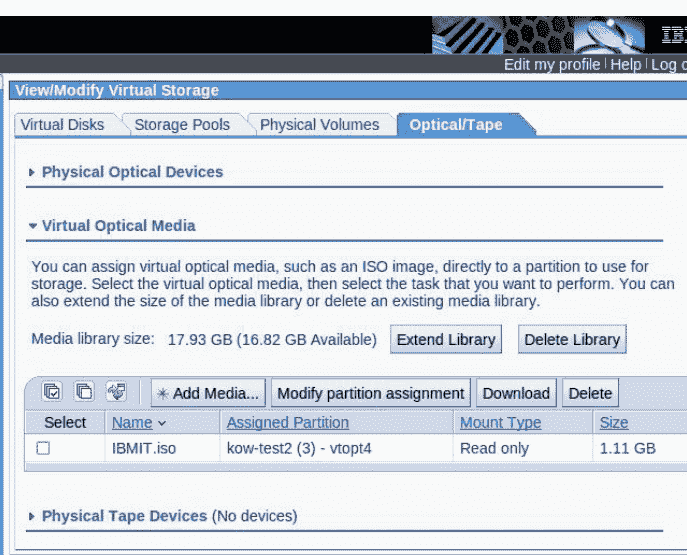 Edit my profile Help Log
View/Modify Virtual Storage
Virtual Disks Storage Pools Physical Volumes Optical/Tape
Physical Optical Devices
Virtual Optical Media
You can assign virtual optical media, such as an ISO image, directly to a partition to use for
storage. Select the virtual optical media, then select the task that you want to perform. You can
also extend the size of the media library or delete an existing media library.
Media library size: 17.93 GB (16.82 GB Available) Extend Library Delete Library
Add Media... Modify partition assignment Download Delete
Select Name Assigned Partition Mount Type Size
IBMIT.iso kow-test2 (3) - vtopt4 Read only 1.11 GB
Physical Tape Devices (No devices)